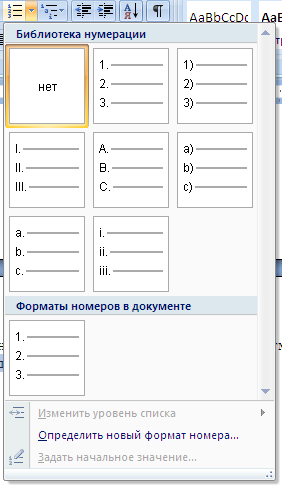 AaBbCcDc AaBb
Библиотека нумерации
нет
1. 1)
2. 2)
3. 3)
I. A. a)
II. B. b)
III. C. c)
a. i.
b. ii.
c. iii.
Форматы номеров в документе
1.
2.
3.
Изменить уровень списка
Определить новый формат номера...
Задать начальное значение...